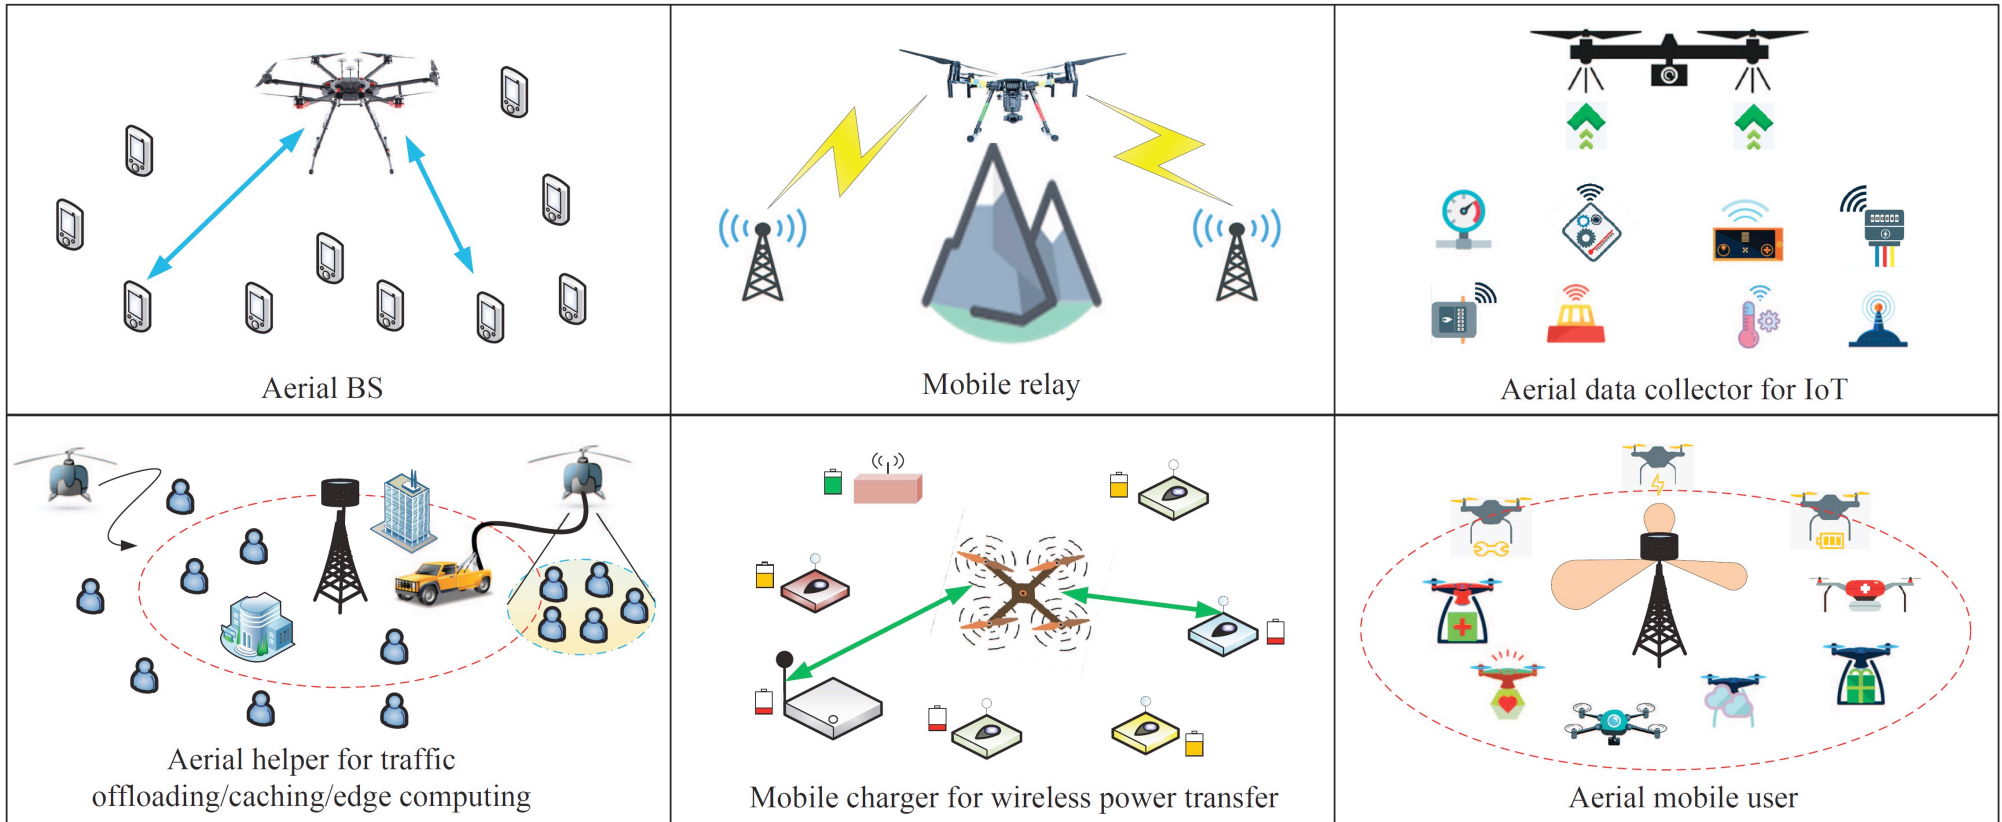 Aerial BS
Mobile relay
Aerial data collector for IoT
Aerial helper for traffic
offloading/caching/edge computing
Mobile charger for wireless power transfer
Aerial mobile user